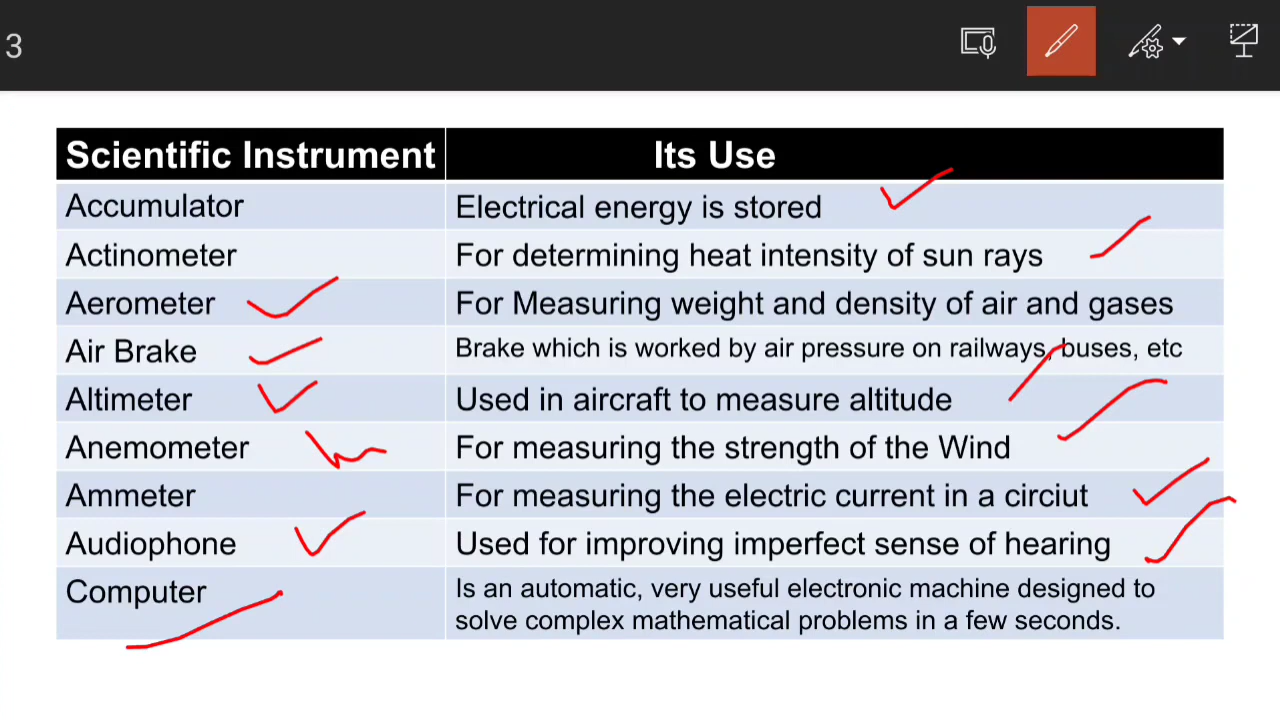 3
Scientific Instrument Its Use
Accumulator Electrical energy is stored
Actinometer For determining heat intensity of sun rays
Aerometer For Measuring weight and density of air and gases
Air Brake Brake which is worked by air pressure on railways, buses, etc
Altimeter Used in aircraft to measure altitude
Anemometer For measuring the strength of the Wind
Ammeter For measuring the electric current in a circiut
Audiophone Used for improving imperfect sense of hearing
Computer Is an automatic, very useful electronic machine designed to
solve complex mathematical problems in a few seconds.